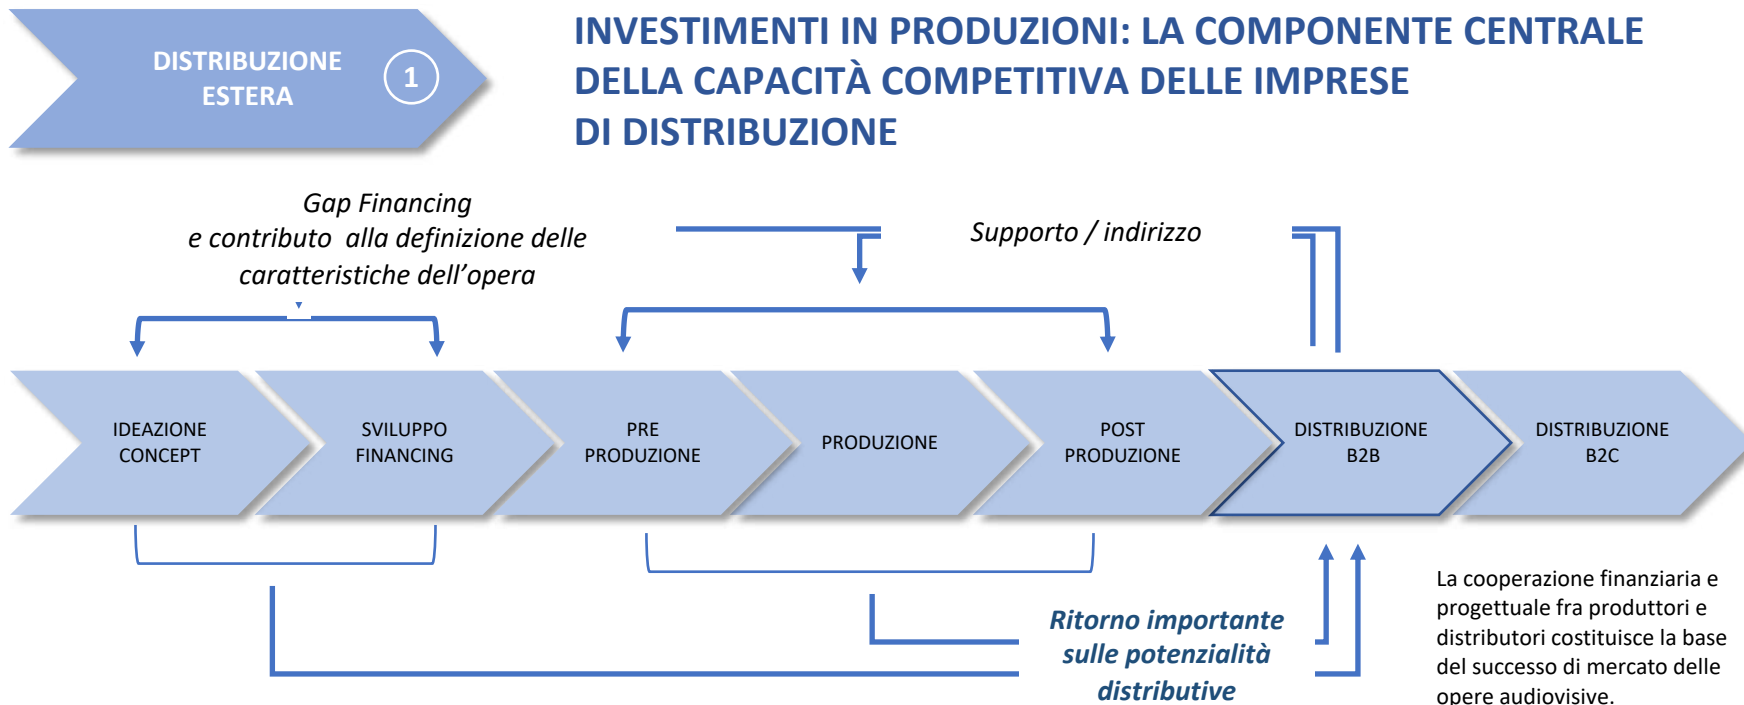 DISTRIBUZIONE
ESTERA
1
INVESTIMENTI IN PRODUZIONI: LA COMPONENTE CENTRALE
DELLA CAPACITÀ COMPETITIVA DELLE IMPRESE
DI DISTRIBUZIONE
Gap Financing
e contributo alla definizione delle
caratteristiche dell’opera
Supporto / indirizzo
IDEAZIONE
CONCEPT
SVILUPPO
FINANCING
PRE
PRODUZIONE
PRODUZIONE
POST
PRODUZIONE
DISTRIBUZIONE
B2B
DISTRIBUZIONE
B2C
Ritorno importante
sulle potenzialità
distributive
La cooperazione finanziaria e
progettuale fra produttori e
distributori costituisce la base
del successo di mercato delle
opere audiovisive.